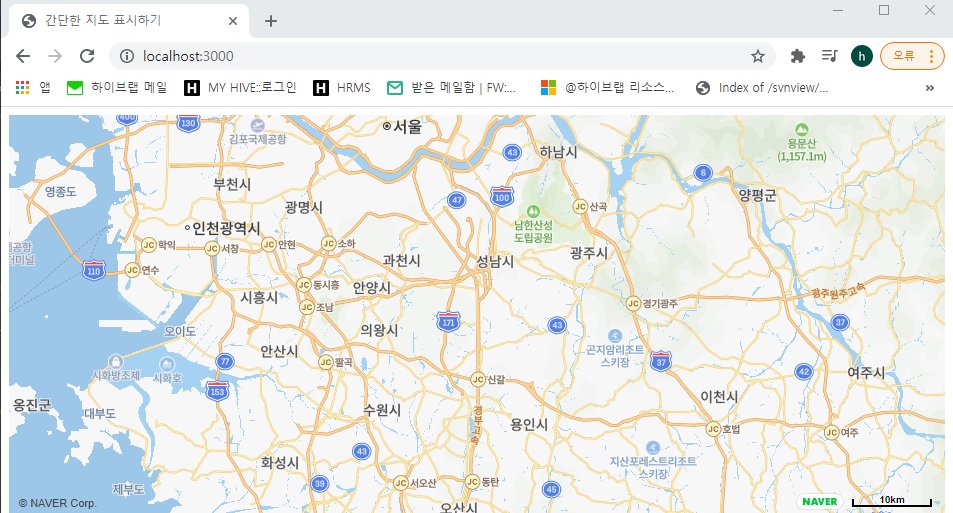 간단한 지도 표시하기
localhost:3000
h
오류
앱
하이브랩 메일
MY HIVE::로그인
HRMS
받은 메일함 | FW:...
@하이브랩 리소스...
Index of /svnview/...
»
400
130
김포국제공항
서울
43
하남시
용문산
(1,157.1m)
6
영종도
부천시
광명시
47
100
JC 산곡
양평군
인천광역시
남한산성
도립공원
JC 학익
JC 서창
JC 안현
JC 소하
과천시
성남시
광주시
110
JC 연수
시흥시
JC 동시흥
안양시
광주원주고속
JC 조남
JC 경기광주
오이도
의왕시
171
43
37
곤지암리조트
스키장
안산시
77
JC 팔곡
37
시화방조제
시화호
42
여주시
153
JC 신갈
옹진군
대부도
수원시
경부고속
용인시
이천시
JC 호법
JC 여주
43
화성시
지산포레스트리조트
스키장
39
JC 서오산
JC 동탄
45
제부도
오산시
© NAVER Corp.
NAVER
10km